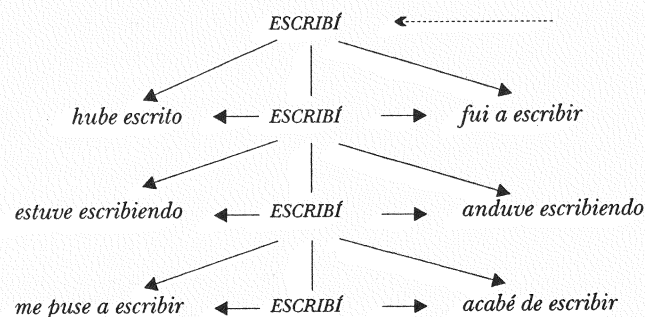 ESCRIBÍ
hube escrito ESCRIBÍ fui a escribir
estuve escribiendo ESCRIBÍ anduve escribiendo
me puse a escribir ESCRIBÍ acabé de escribir